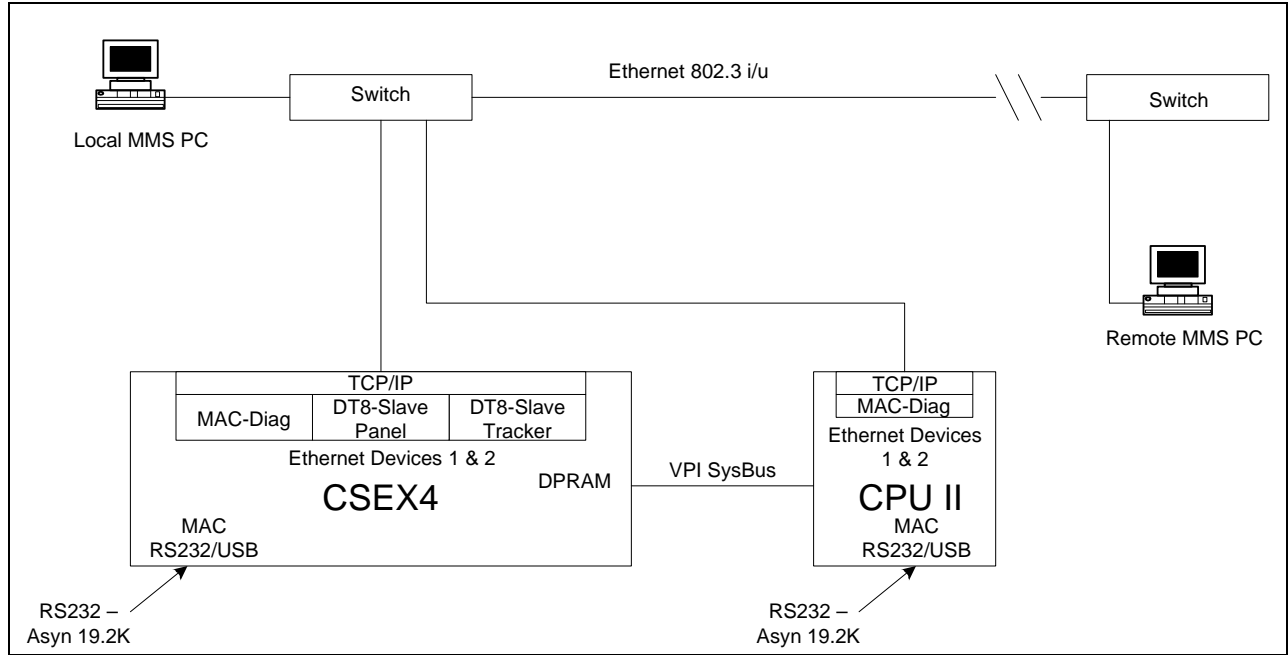 Ethernet 802.3 i/u
Switch
Switch
Local MMS PC
Remote MMS PC
TCP/IP
MAC-Diag
DT8-Slave
Panel
DT8-Slave
Tracker
Ethernet Devices 1 & 2
DPRAM
CSEX4
MAC
RS232/USB
VPI SysBus
TCP/IP
MAC-Diag
Ethernet Devices
1 & 2
CPU II
MAC
RS232/USB
RS232 –
Asyn 19.2K
RS232 –
Asyn 19.2K